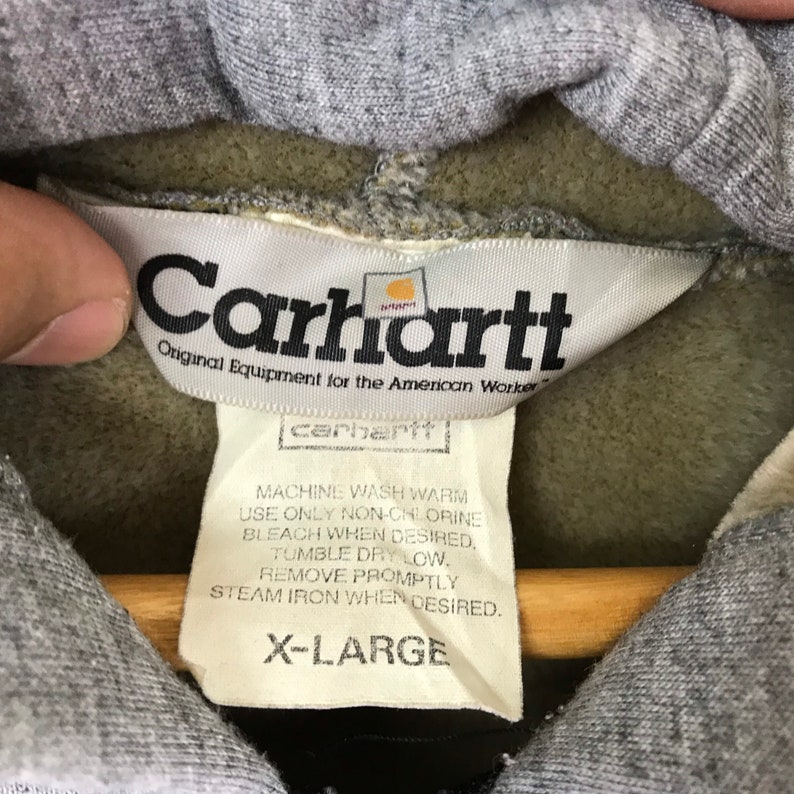 Carhartt
Original Equipment for the American Worker
carhartt
MACHINE WASH WARM
USE ONLY NON-CHLORINE
BLEACH WHEN DESIRED,
TUMBLE DRY LOW.
REMOVE PROMPTLY
STEAM IRON WHEN DESIRED.
X-LARGE